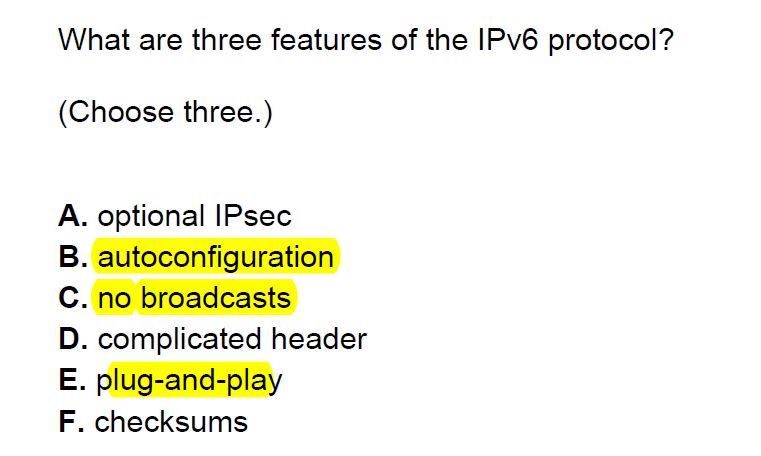 What are three features of the IPv6 protocol?
(Choose three.)
A. optional IPsec
B. autoconfiguration
C. no broadcasts
D. complicated header
E. plug-and-play
F. checksums